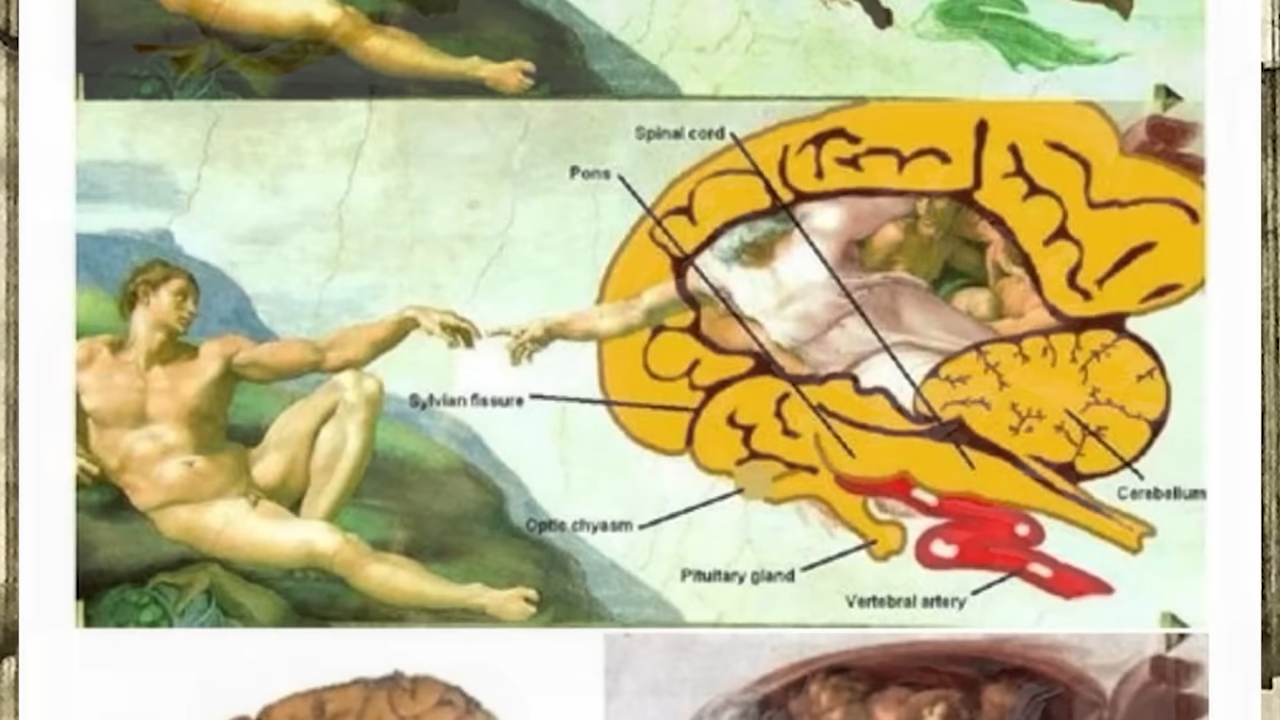 Spinal cord
Pons
Sylvian fissure
Cerebellum
Optic chyasm
Pituitary gland
Vertebral artery